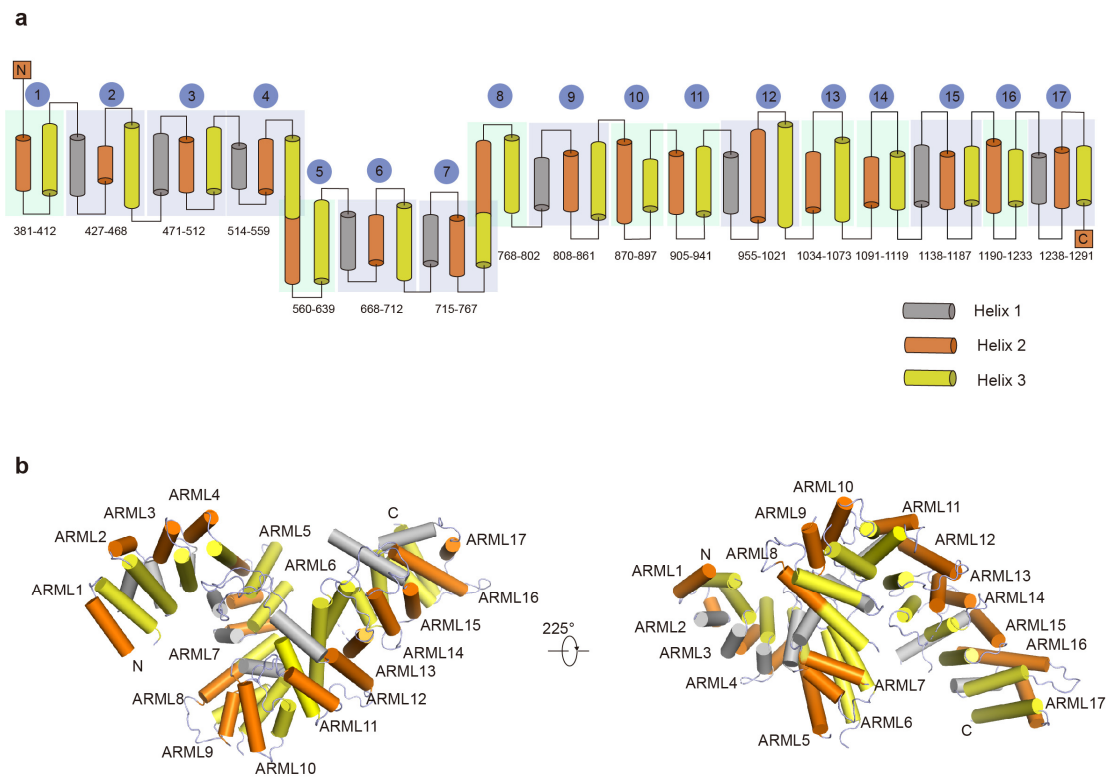 a
N
1 2 3 4 5 6 7 8 9 10 11 12 13 14 15 16 17
C
381-412 427-468 471-512 514-559 560-639 668-712 715-767 768-802 808-861 870-897 905-941 955-1021 1034-1073 1091-1119 1138-1187 1190-1233 1238-1291
Helix 1
Helix 2
Helix 3
b
ARML1
ARML2
ARML3
ARML4
ARML5
ARML6
C
ARML17
ARML16
ARML15
ARML14
ARML13
ARML12
ARML11
ARML10
ARML9
ARML8
ARML7
N
225°
N
ARML1
ARML2
ARML3
ARML4
ARML5
ARML6
ARML7
ARML8
ARML9
ARML10
ARML11
ARML12
ARML13
ARML14
ARML15
ARML16
ARML17
C